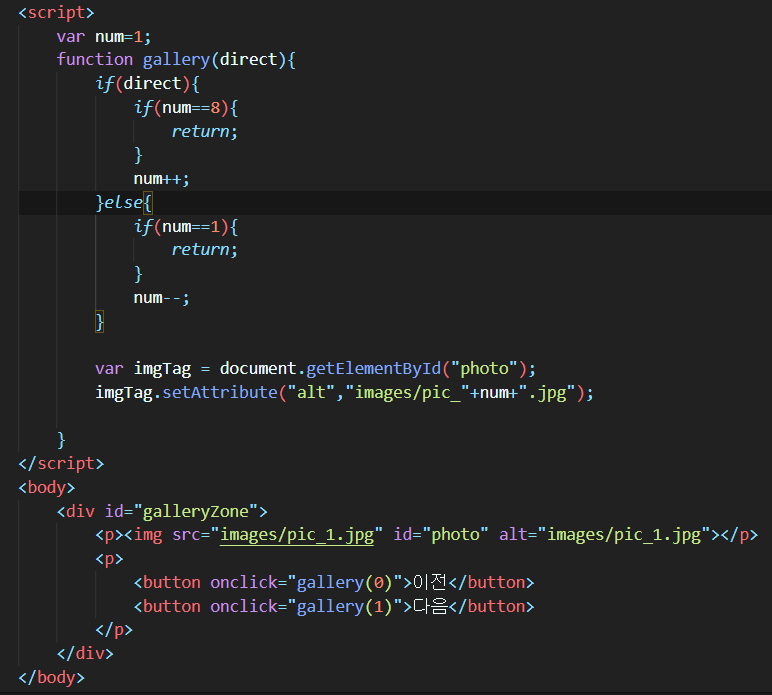 <script>
var num=1;
function gallery(direct){
if(direct){
if(num==8){
return;
}
num++;
}else{
if(num==1){
return;
}
num--;
}
var imgTag = document.getElementById("photo");
imgTag.setAttribute("alt","images/pic_"+num+".jpg");
}
</script>
<body>
<div id="galleryZone">
<p><img src="images/pic_1.jpg" id="photo" alt="images/pic_1.jpg"></p>
<p>
<button onclick="gallery(0)">이전</button>
<button onclick="gallery(1)">다음</button>
</p>
</div>
</body>